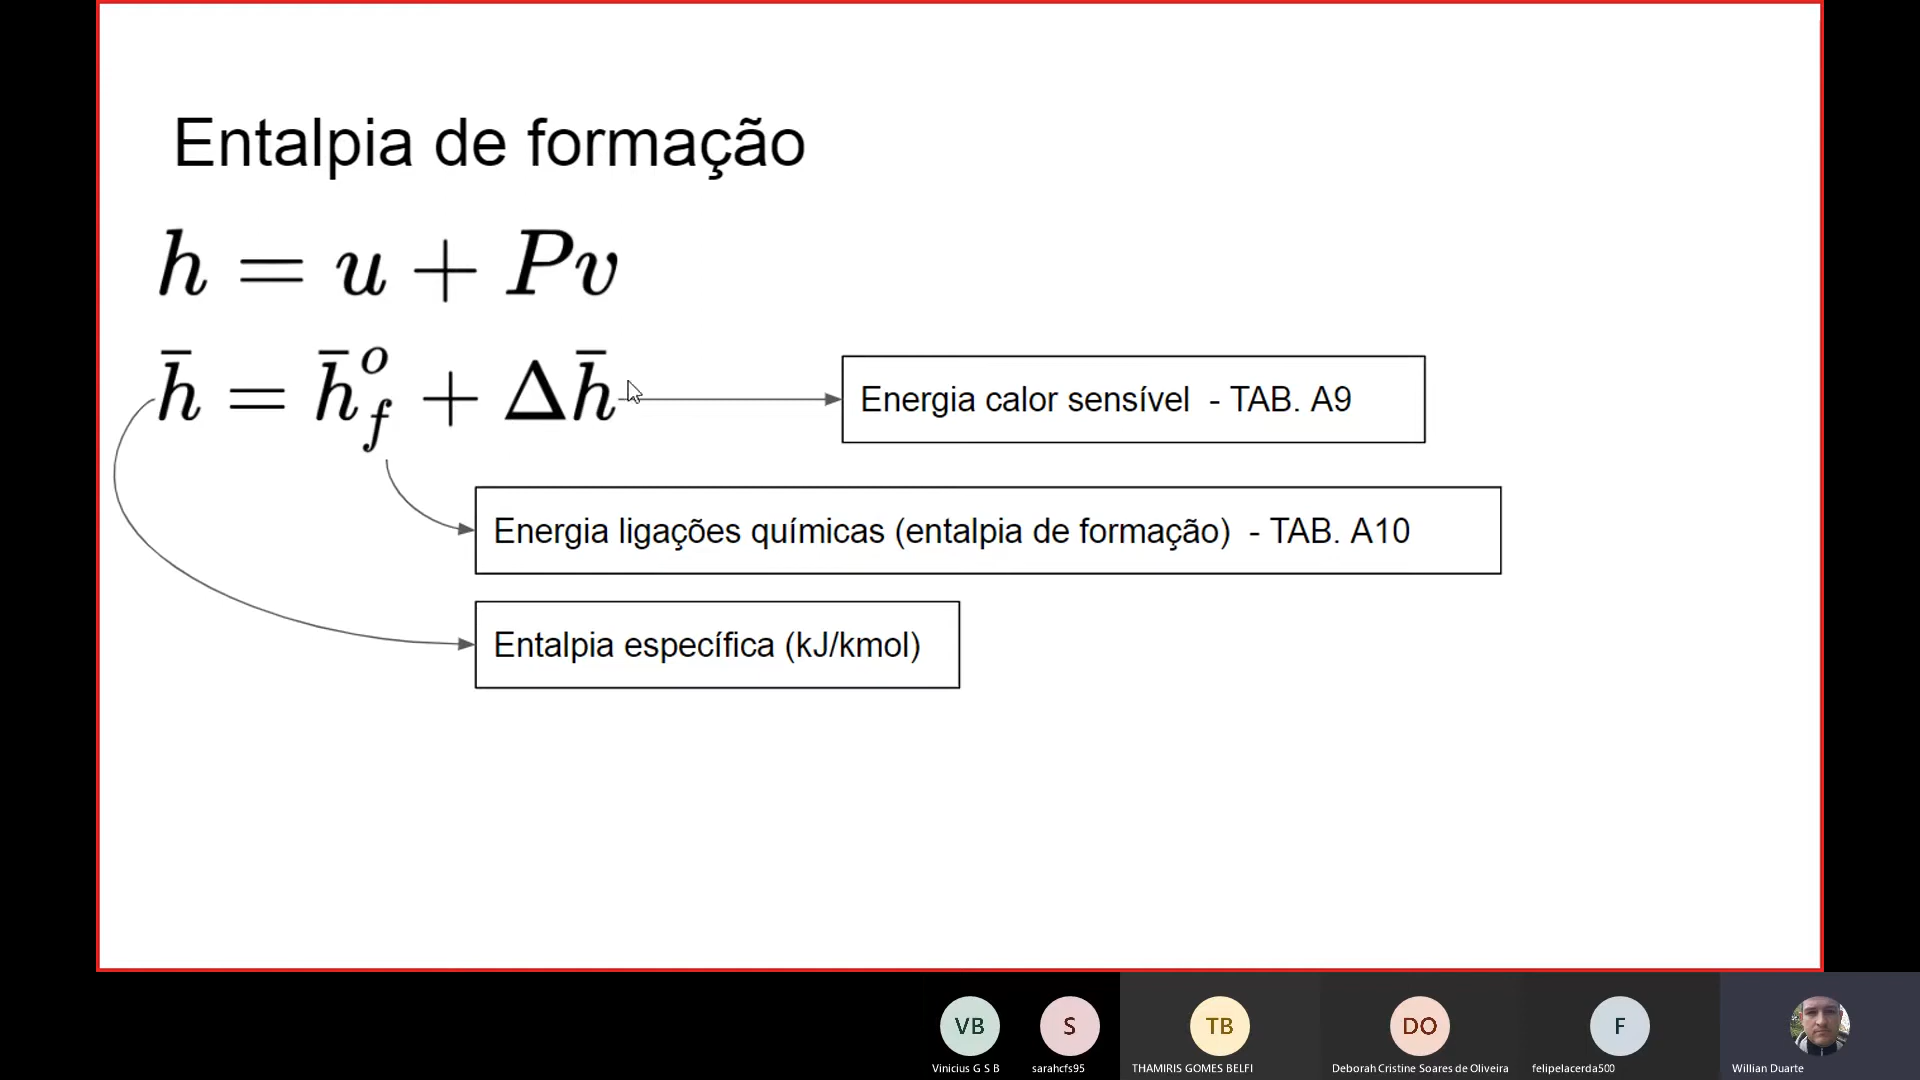 Entalpia de formação
h = u + Pv
h̄ = h̄ᵒ_f + Δh̄
Energia calor sensível - TAB. A9
Energia ligações químicas (entalpia de formação) - TAB. A10
Entalpia específica (kJ/kmol)
VB S TB DO F
Vinicius G S B sarahcfs95 THAMIRIS GOMES BELFI Deborah Cristine Soares de Oliveira felipelacerda500 Willian Duarte